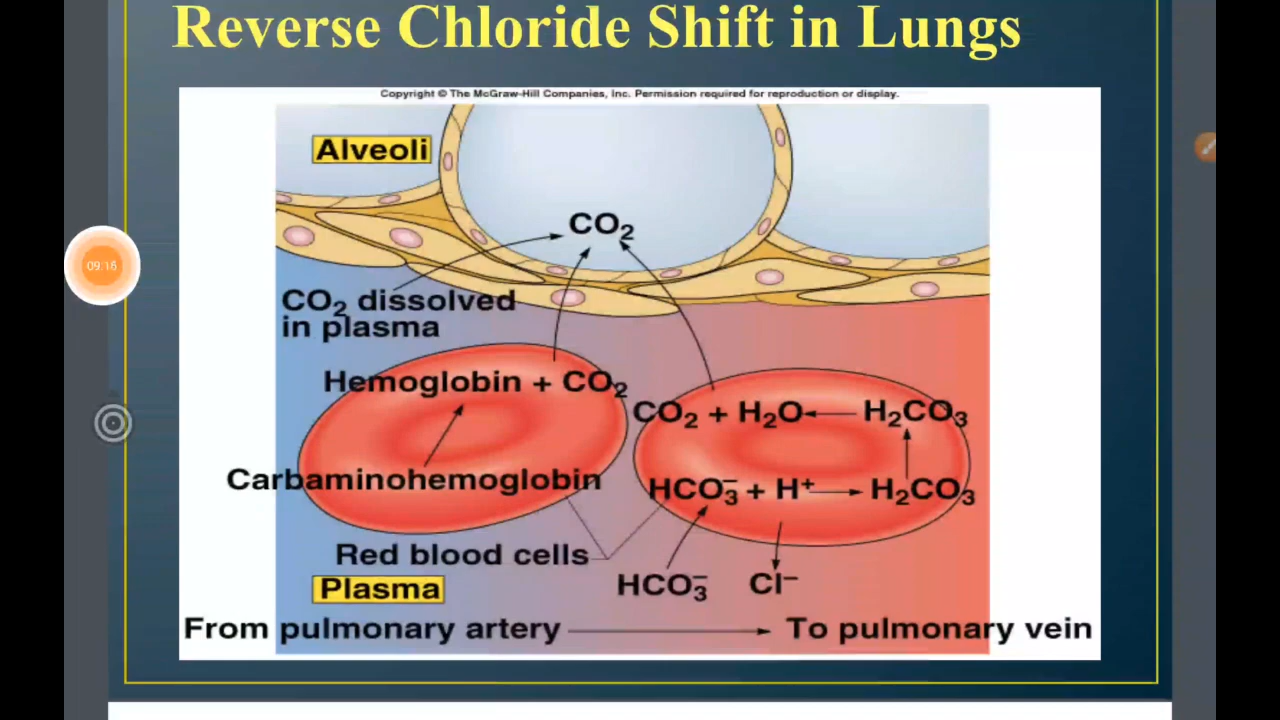 Reverse Chloride Shift in Lungs
Copyright © The McGraw-Hill Companies, Inc. Permission required for reproduction or display.
Alveoli
CO₂
09:16
CO₂ dissolved
in plasma
Hemoglobin + CO₂
CO₂ + H₂O ← H₂CO₃
Carbaminohemoglobin
HCO₃⁻ + H⁺ → H₂CO₃
Red blood cells
HCO₃⁻ Cl⁻
Plasma
From pulmonary artery → To pulmonary vein